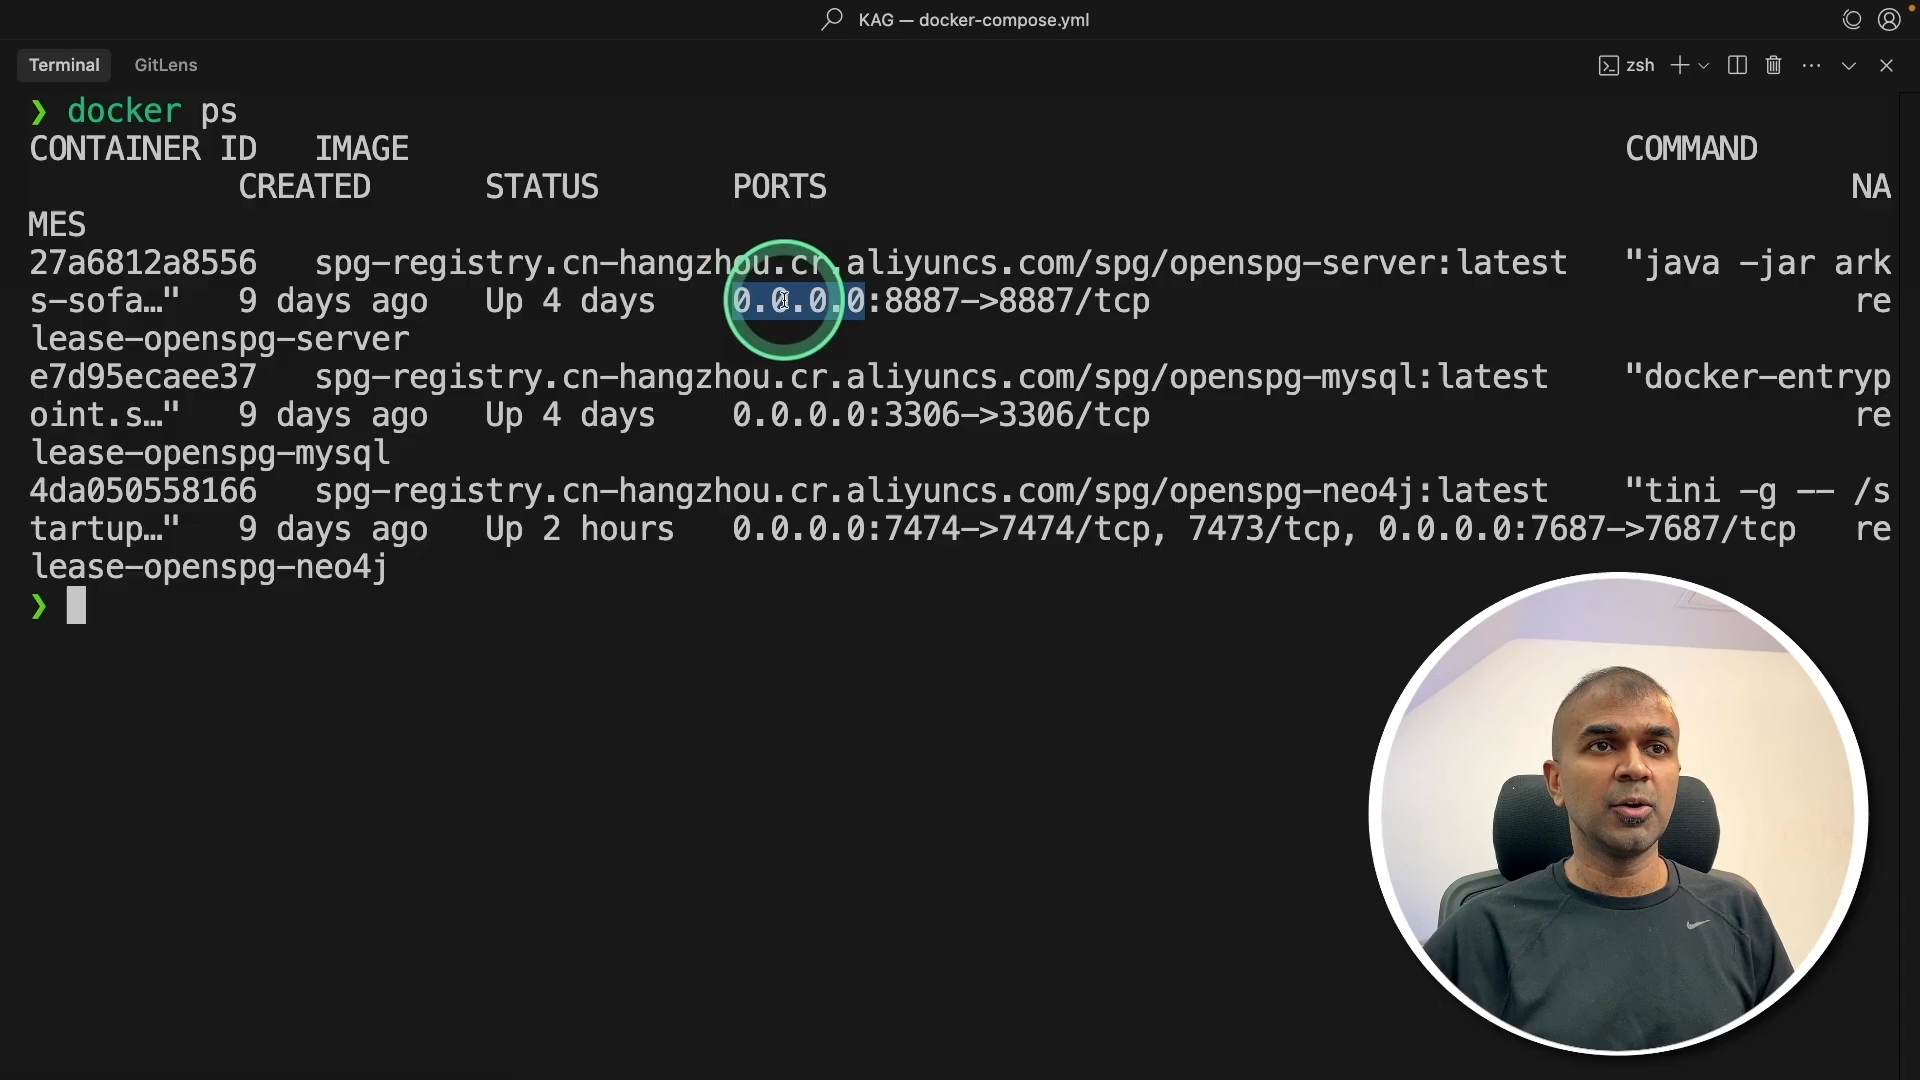 KAG — docker-compose.yml
Terminal GitLens zsh
❯ docker ps
CONTAINER ID IMAGE COMMAND
CREATED STATUS PORTS NA
MES
27a6812a8556 spg-registry.cn-hangzhou.cr.aliyuncs.com/spg/openspg-server:latest "java -jar ark
s-sofa…" 9 days ago Up 4 days 0.0.0.0:8887->8887/tcp re
lease-openspg-server
e7d95ecaee37 spg-registry.cn-hangzhou.cr.aliyuncs.com/spg/openspg-mysql:latest "docker-entryp
oint.s…" 9 days ago Up 4 days 0.0.0.0:3306->3306/tcp re
lease-openspg-mysql
4da050558166 spg-registry.cn-hangzhou.cr.aliyuncs.com/spg/openspg-neo4j:latest "tini -g -- /s
tartup…" 9 days ago Up 2 hours 0.0.0.0:7474->7474/tcp, 7473/tcp, 0.0.0.0:7687->7687/tcp re
lease-openspg-neo4j
❯